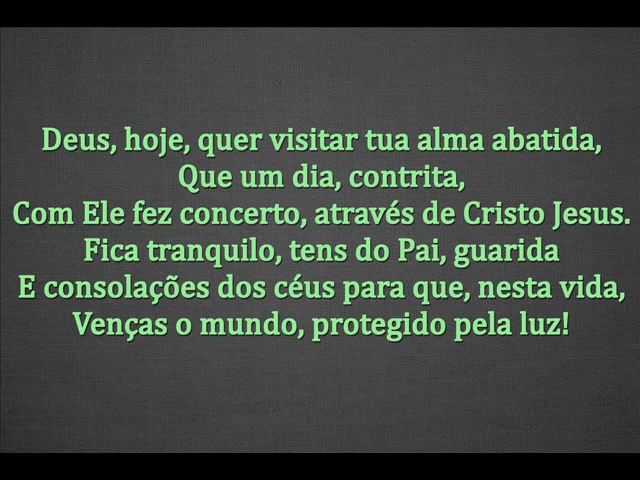 Deus, hoje, quer visitar tua alma abatida,
Que um dia, contrita,
Com Ele fez concerto, através de Cristo Jesus.
Fica tranquilo, tens do Pai, guarida
E consolações dos céus para que, nesta vida,
Venças o mundo, protegido pela luz!